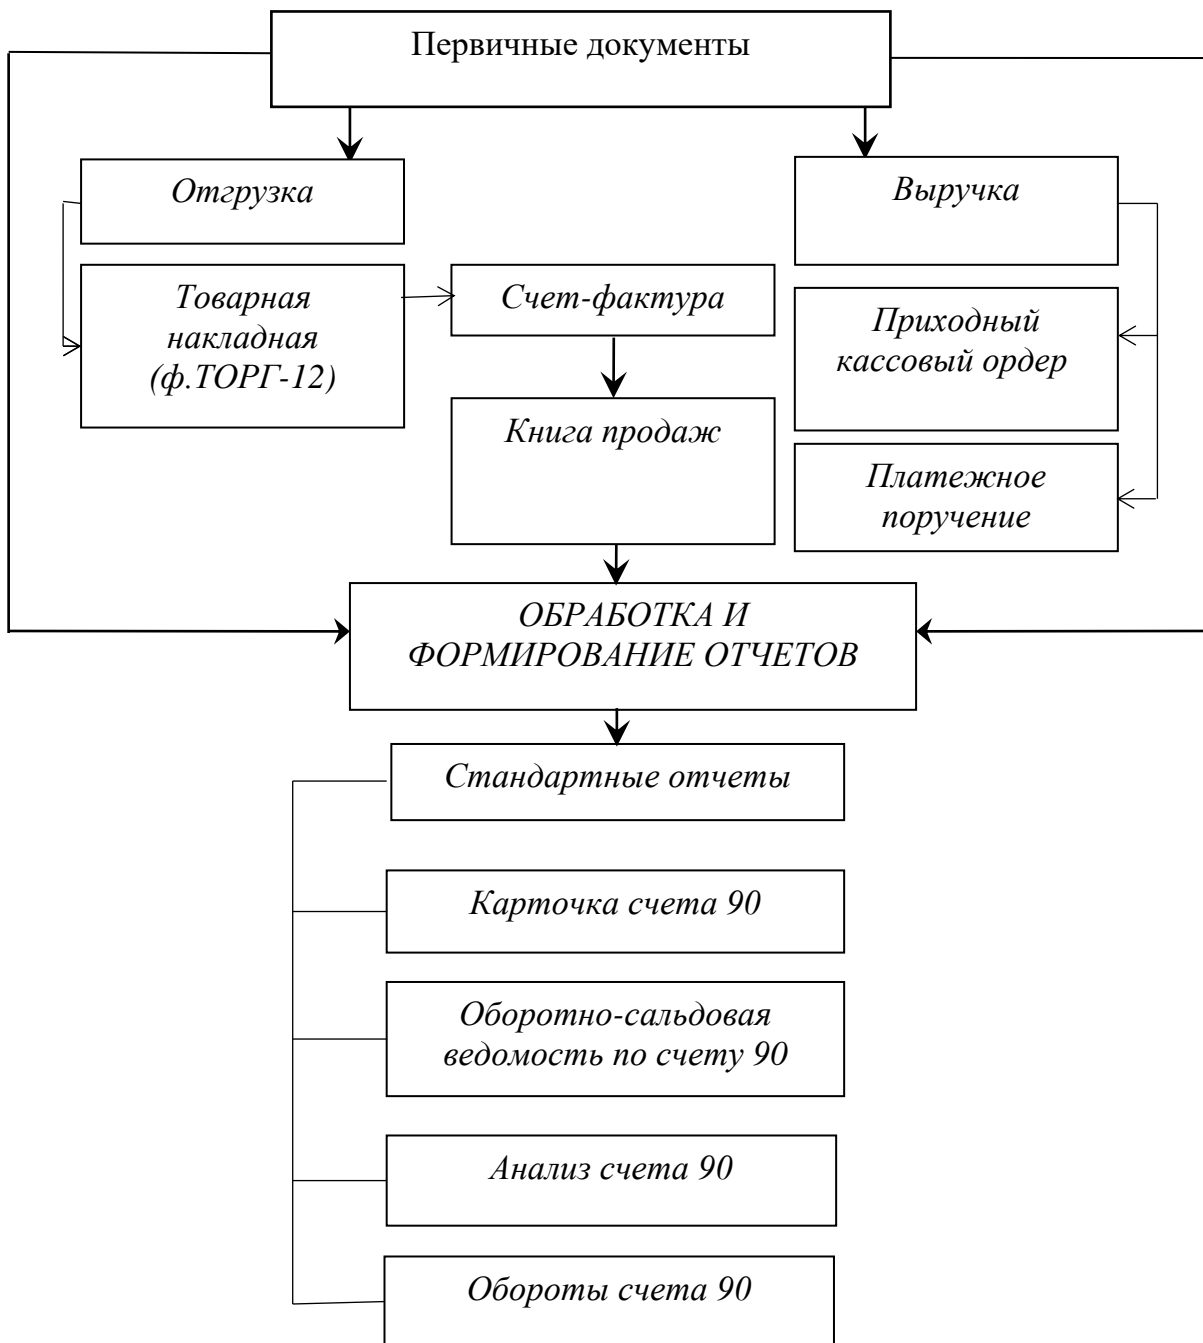 Первичные документы
Отгрузка
Выручка
Товарная
накладная
(ф.ТОРГ-12)
Счет-фактура
Приходный
кассовый ордер
Книга продаж
Платежное
поручение
ОБРАБОТКА И
ФОРМИРОВАНИЕ ОТЧЕТОВ
Стандартные отчеты
Карточка счета 90
Оборотно-сальдовая
ведомость по счету 90
Анализ счета 90
Обороты счета 90